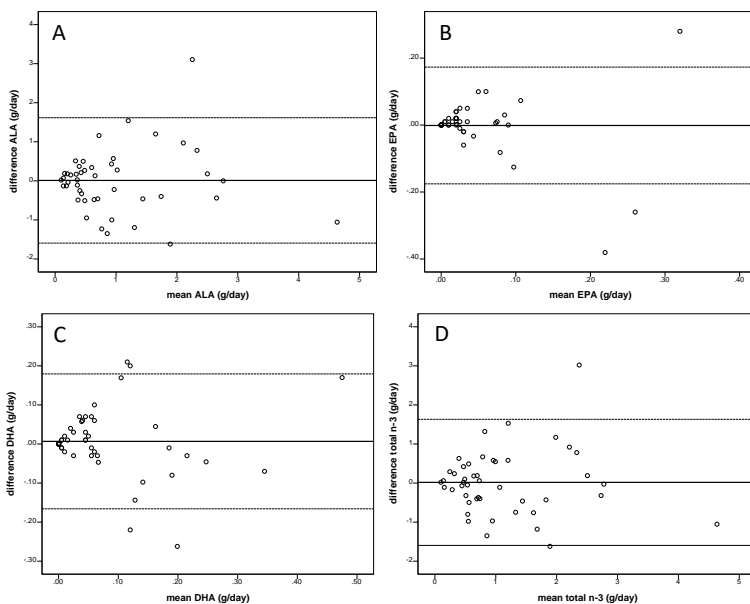 A
4
3
2
1
0
-1
-2
difference ALA (g/day)
0 1 2 3 4 5
mean ALA (g/day)
B
.20
.00
-.20
-.40
difference EPA (g/day)
.00 .10 .20 .30 .40
mean EPA (g/day)
C
.30
.20
.10
.00
-.10
-.20
-.30
difference DHA (g/day)
.00 .10 .20 .30 .40 .50
mean DHA (g/day)
D
4
3
2
1
0
-1
-2
difference total n-3 (g/day)
0 1 2 3 4 5
mean total n-3 (g/day)